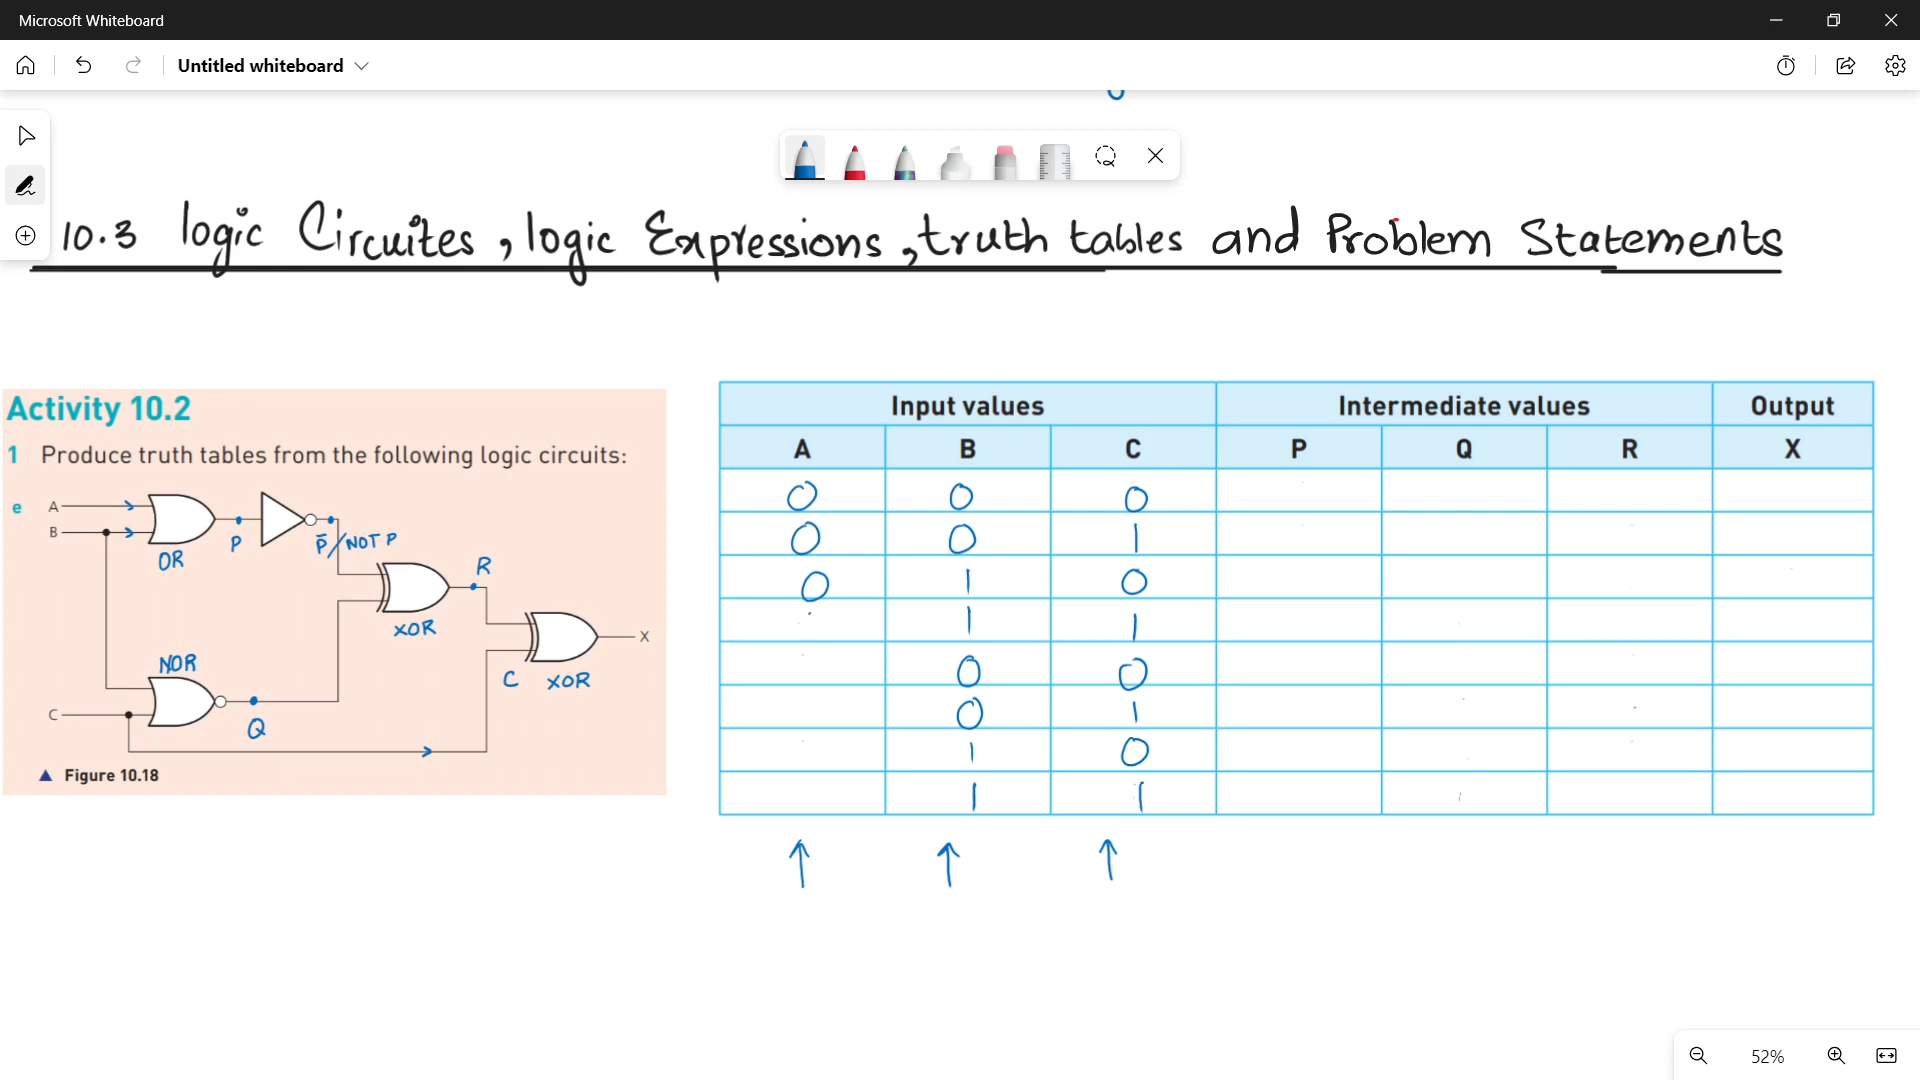 Microsoft Whiteboard
Untitled whiteboard
10.3 logic Circuites, logic Expressions, truth tables and Problem Statements
Activity 10.2
1 Produce truth tables from the following logic circuits:
e A
B
OR
P
P̄/NOT P
R
XOR
X
NOR
C XOR
C
Q
▲ Figure 10.18
Input values Intermediate values Output
A B C P Q R X
0 0 0
0 0 1
0 1 0
1 1
0 0
0 1
1 0
1 1
52%